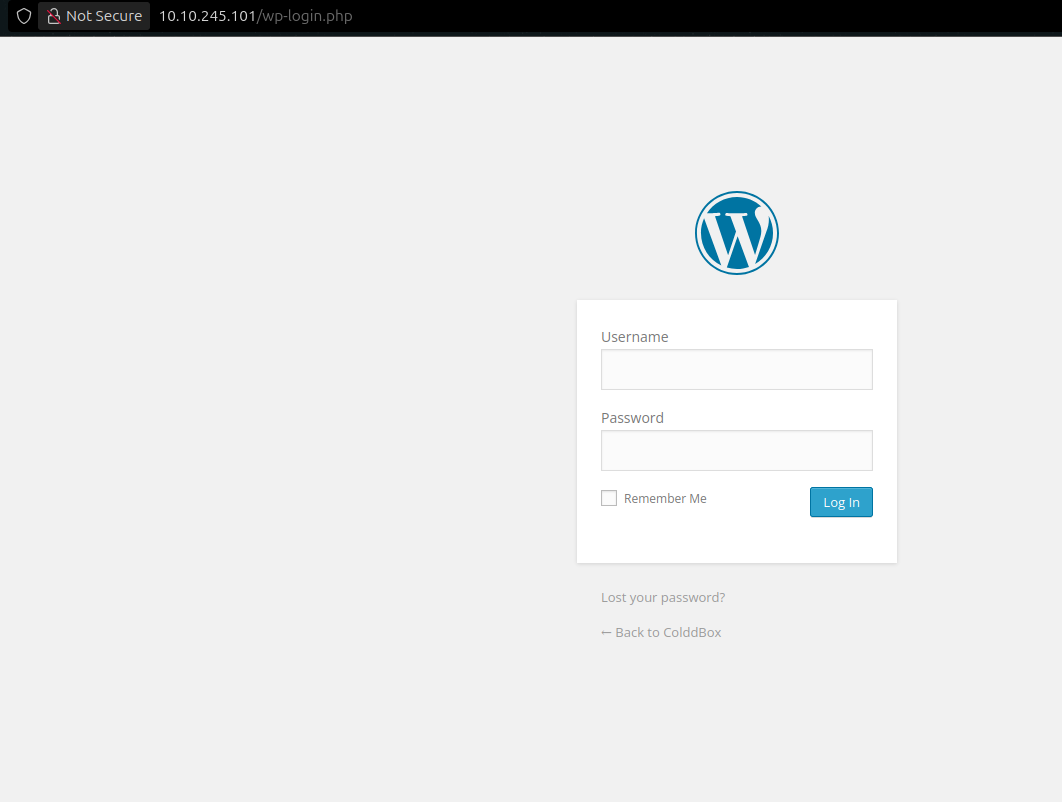 Not Secure 10.10.245.101/wp-login.php
Username
Password
Remember Me Log In
Lost your password?
← Back to ColddBox